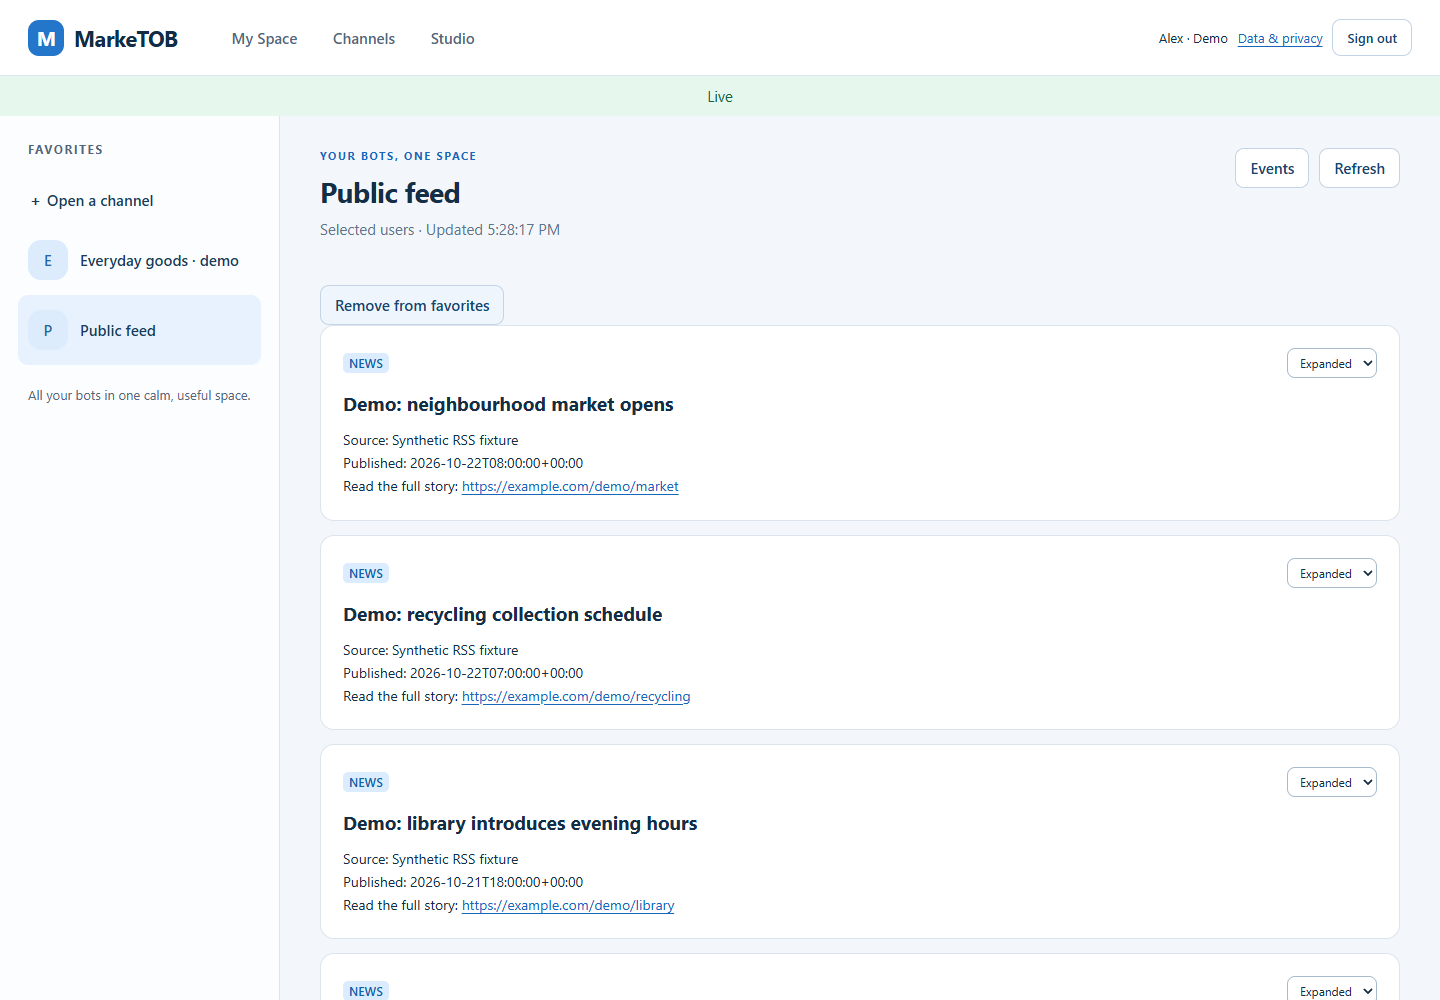 M MarkeTOB My Space Channels Studio Alex · Demo Data & privacy Sign out
Live
FAVORITES
+ Open a channel
E Everyday goods · demo
P Public feed
All your bots in one calm, useful space.
YOUR BOTS, ONE SPACE
Public feed
Selected users · Updated 5:28:17 PM
Events Refresh
Remove from favorites
NEWS Expanded
Demo: neighbourhood market opens
Source: Synthetic RSS fixture
Published: 2026-10-22T08:00:00+00:00
Read the full story: https://example.com/demo/market
NEWS Expanded
Demo: recycling collection schedule
Source: Synthetic RSS fixture
Published: 2026-10-22T07:00:00+00:00
Read the full story: https://example.com/demo/recycling
NEWS Expanded
Demo: library introduces evening hours
Source: Synthetic RSS fixture
Published: 2026-10-21T18:00:00+00:00
Read the full story: https://example.com/demo/library
NEWS Expanded